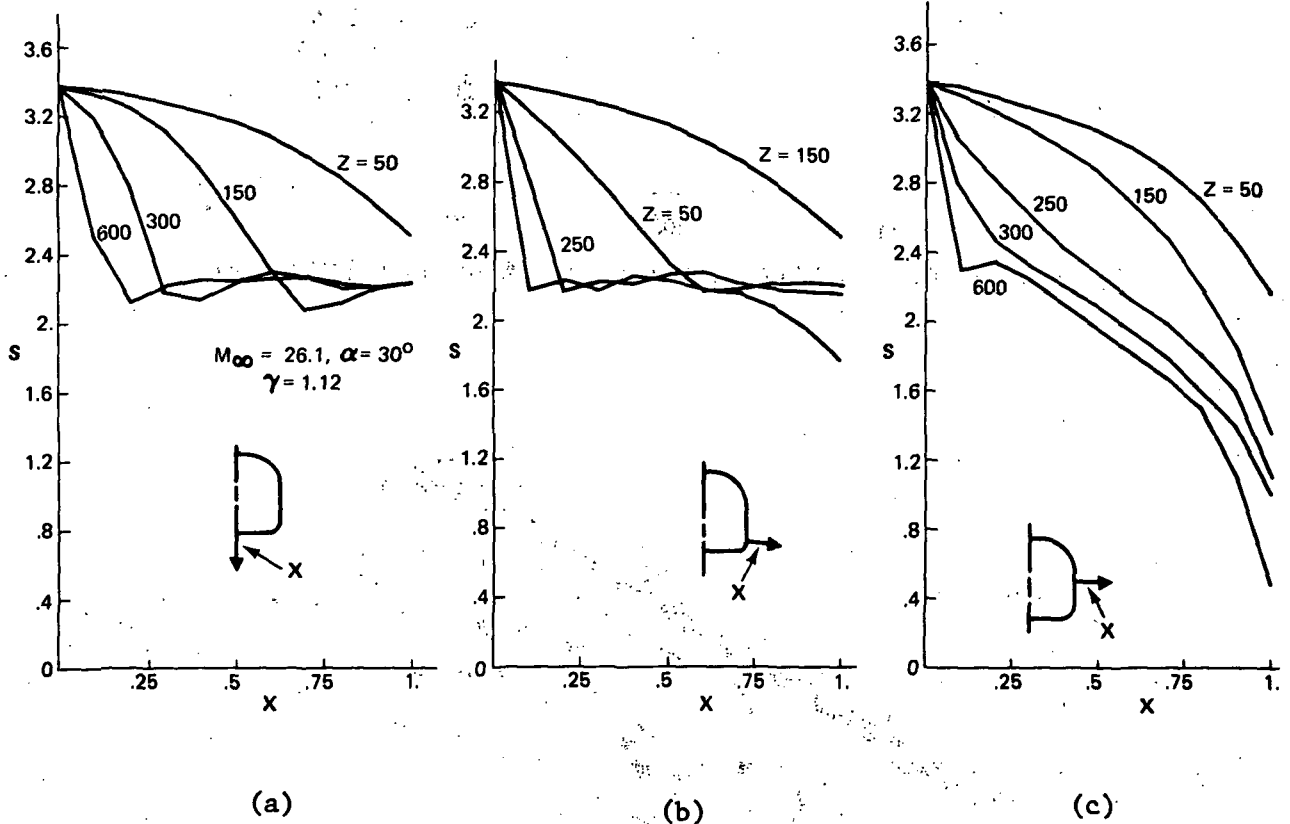 3.6
3.2
2.8
2.4
2.
1.6
1.2
.8
.4
0
S
Z = 50
150
300
600
M∞ = 26.1, α = 30°
γ = 1.12
X
.25
.5
.75
1.
X
(a)
3.2
2.8
2.4
2.
1.6
1.2
.8
.4
0
S
Z = 150
Z = 50
250
X
.25
.5
.75
1.
X
(b)
3.6
3.2
2.8
2.4
2.
1.6
1.2
.8
.4
0
S
Z = 50
150
250
300
600
X
.25
.5
.75
1.
X
(c)